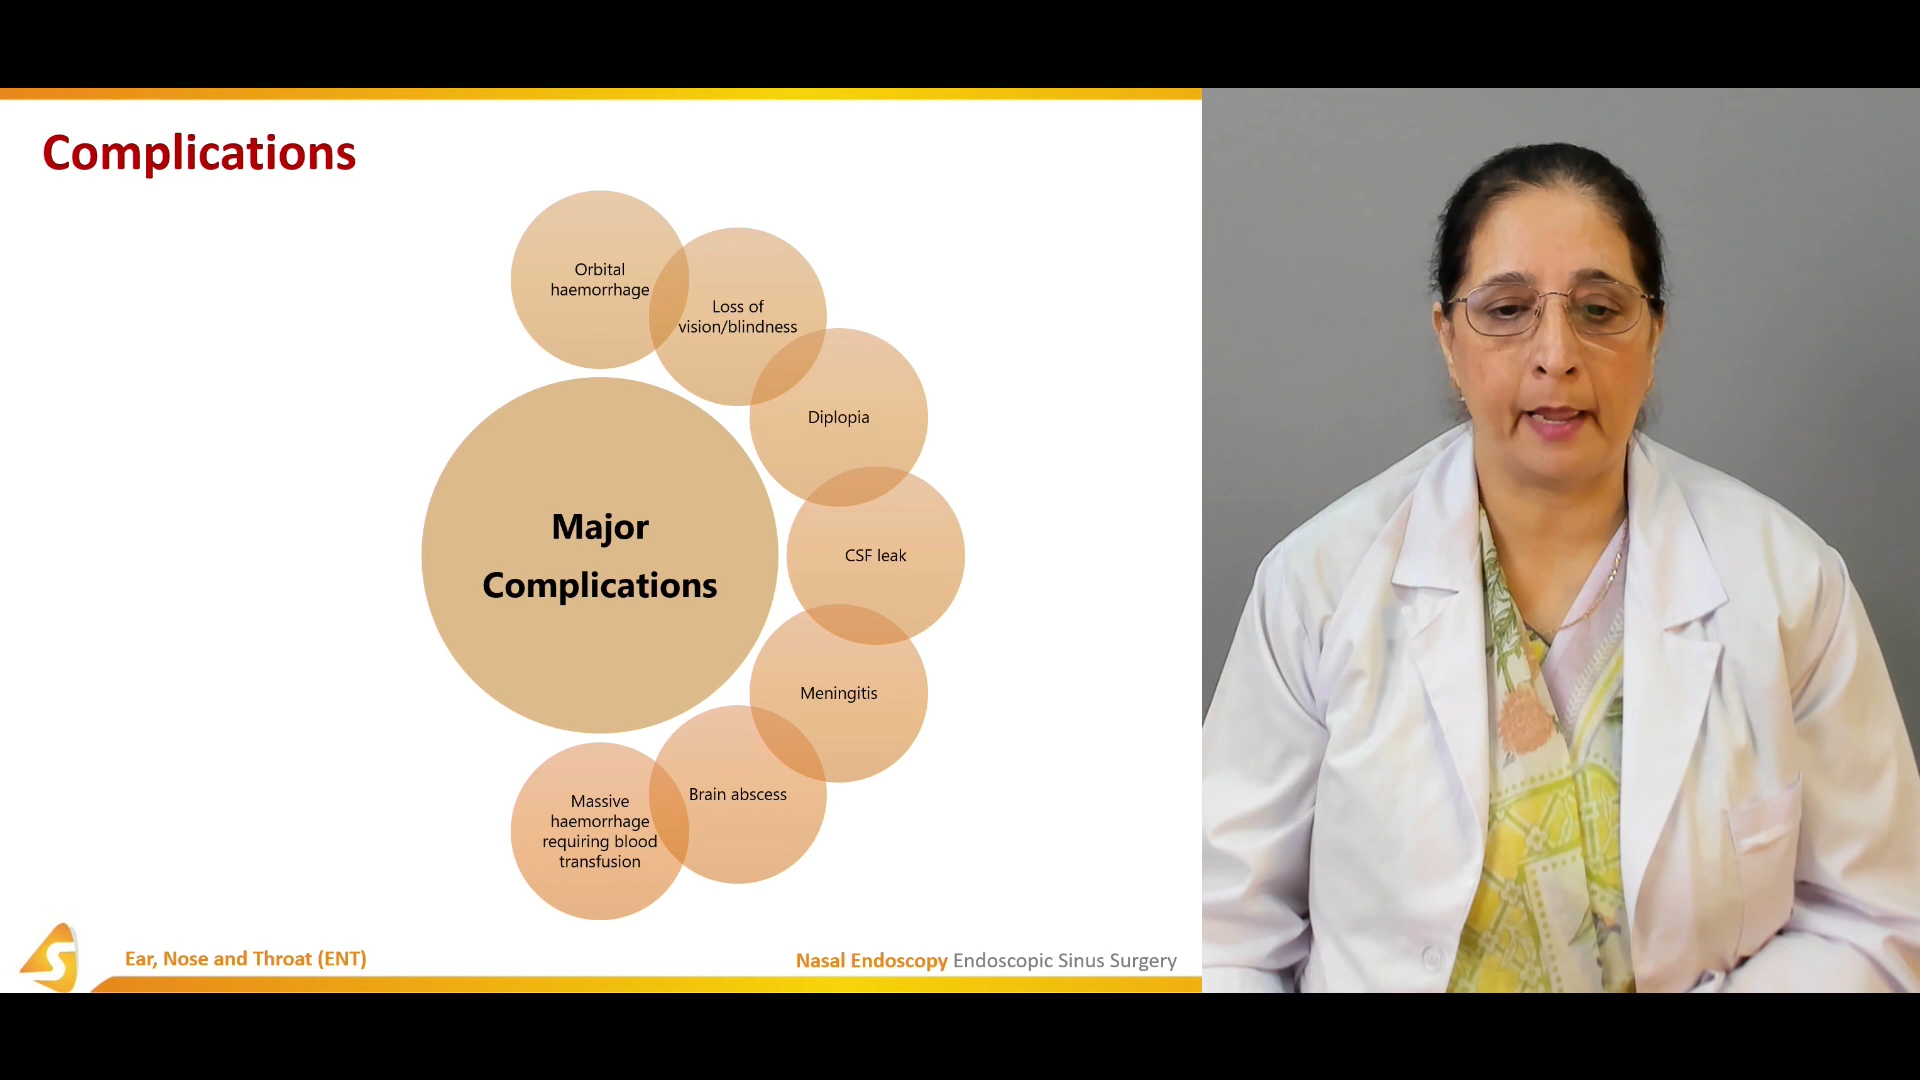 Complications
Orbital
haemorrhage
Loss of
vision/blindness
Diplopia
CSF leak
Major
Complications
Meningitis
Brain abscess
Massive
haemorrhage
requiring blood
transfusion
S
Ear, Nose and Throat (ENT)
Nasal Endoscopy Endoscopic Sinus Surgery